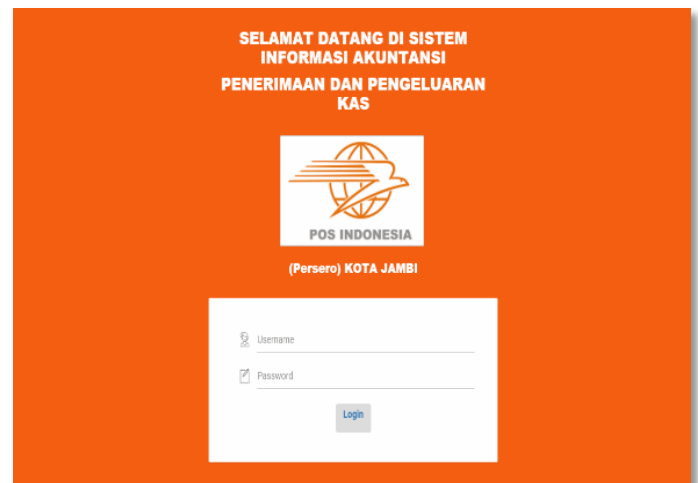 SELAMAT DATANG DI SISTEM
INFORMASI AKUNTANSI
PENERIMAAN DAN PENGELUARAN
KAS
POS INDONESIA
(Persero) KOTA JAMBI
Username
Password
Login